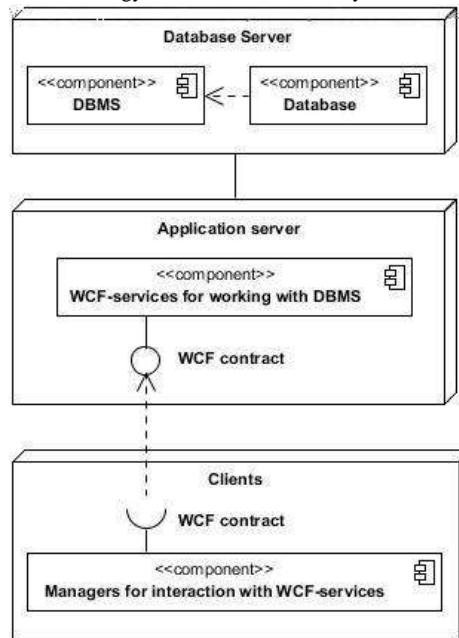 Database Server
<<component>>
DBMS
<<component>>
Database
Application server
<<component>>
WCF-services for working with DBMS
WCF contract
Clients
WCF contract
<<component>>
Managers for interaction with WCF-services